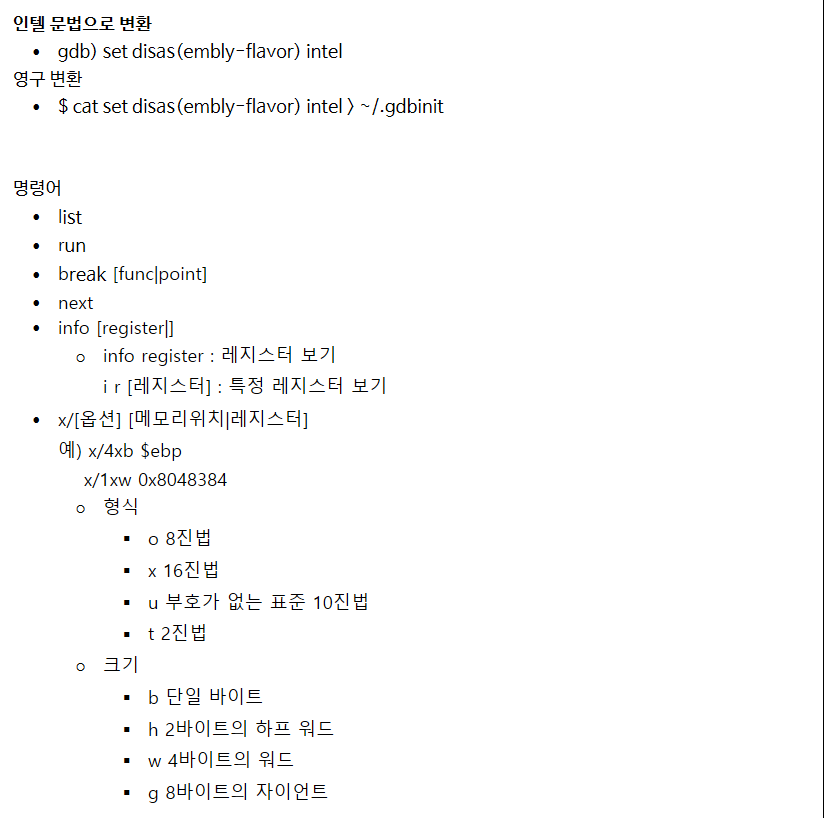 인텔 문법으로 변환
• gdb) set disas(embly-flavor) intel
영구 변환
• $ cat set disas(embly-flavor) intel > ~/.gdbinit
명령어
• list
• run
• break [func|point]
• next
• info [register|]
o info register : 레지스터 보기
i r [레지스터] : 특정 레지스터 보기
• x/[옵션] [메모리위치|레지스터]
예) x/4xb $ebp
x/1xw 0x8048384
o 형식
▪ o 8진법
▪ x 16진법
▪ u 부호가 없는 표준 10진법
▪ t 2진법
o 크기
▪ b 단일 바이트
▪ h 2바이트의 하프 워드
▪ w 4바이트의 워드
▪ g 8바이트의 자이언트